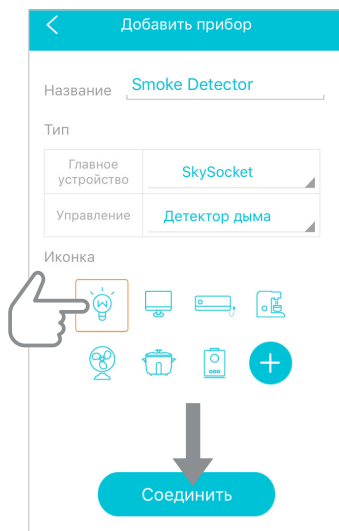 Добавить прибор
Название Smoke Detector
Тип
Главное
устройство
SkySocket
Управление Детектор дыма
Иконка
Соединить